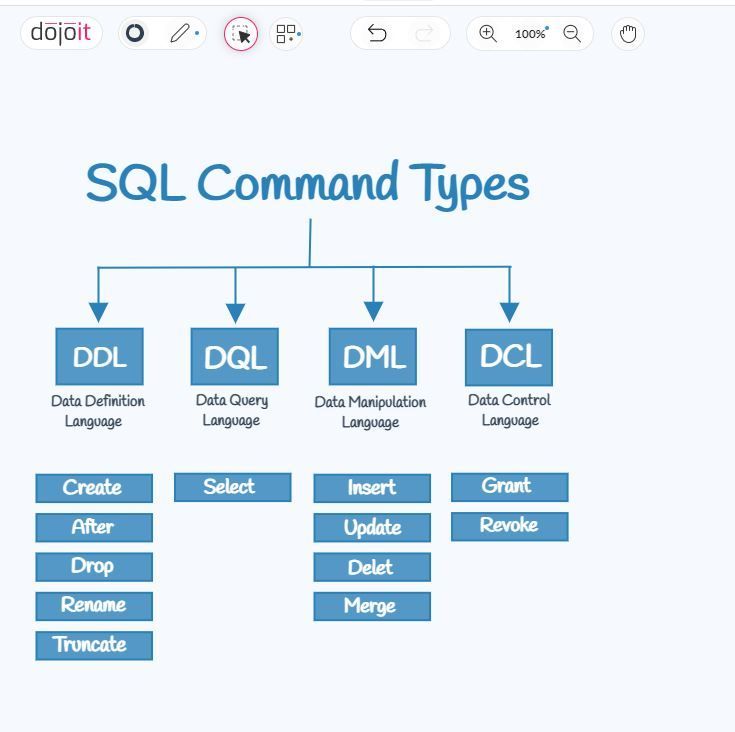 dojoit
100%
SQL Command Types
DDL
DQL
DML
DCL
Data Definition
Language
Data Query
Language
Data Manipulation
Language
Data Control
Language
Create
After
Drop
Rename
Truncate
Select
Insert
Update
Delet
Merge
Grant
Revoke